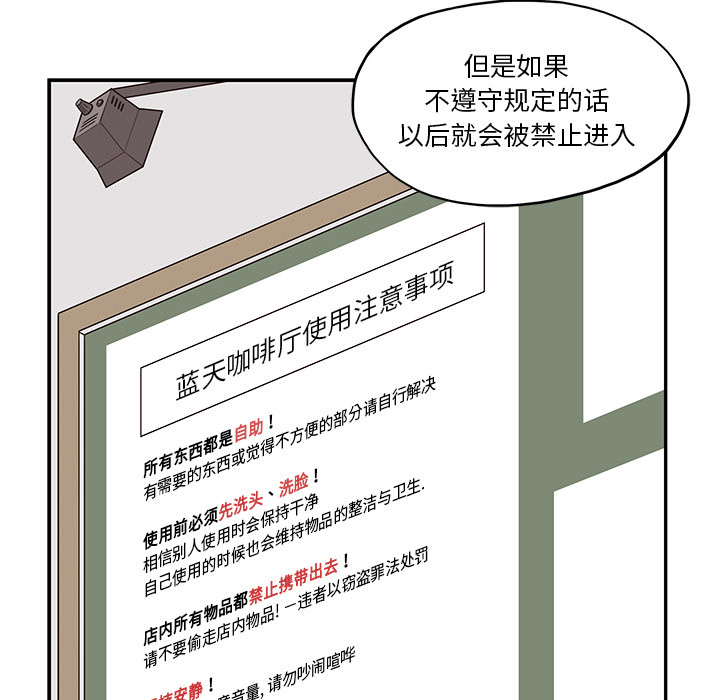 但是如果
不遵守规定的话
以后就会被禁止进入
蓝天咖啡厅使用注意事项
所有东西都是自助！
有需要的东西或觉得不方便的部分请自行解决
使用前必须先洗头、洗脸！
相信别人使用时会保持干净
自己使用的时候也会维持物品的整洁与卫生.
店内所有物品都禁止携带出去！
请不要偷走店内物品! －违者以窃盗罪法处罚
持安静！
音量, 请勿吵闹喧哗